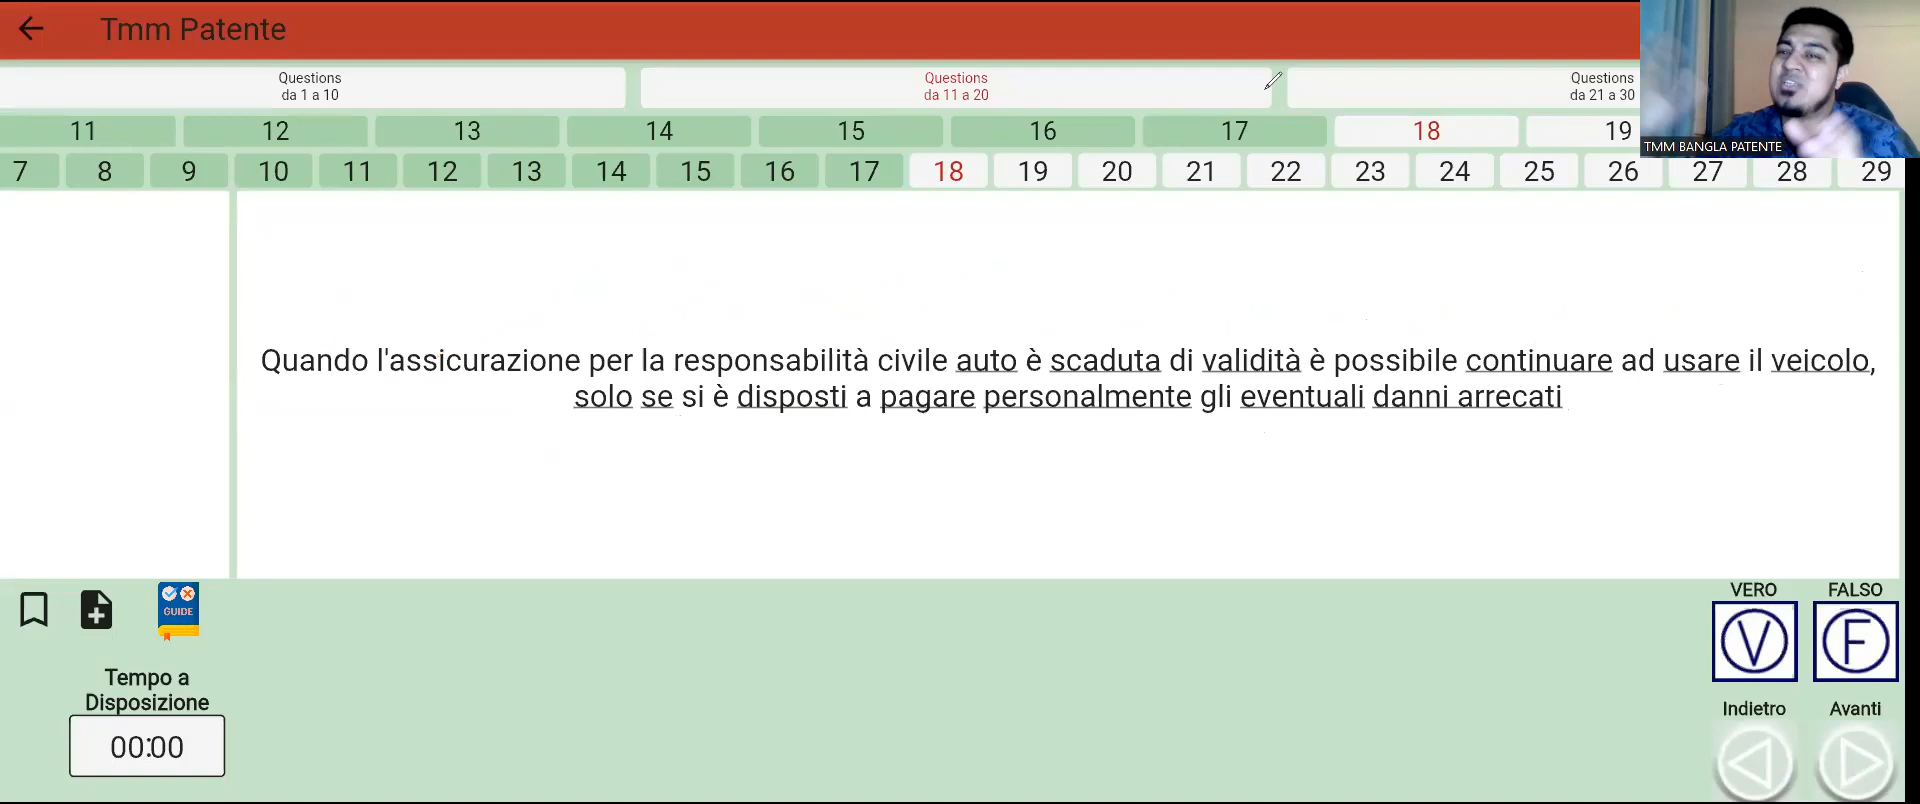 Tmm Patente
Questions
da 1 a 10
Questions
da 11 a 20
Questions
da 21 a 30
11 12 13 14 15 16 17 18 19
TMM BANGLA PATENTE
7 8 9 10 11 12 13 14 15 16 17 18 19 20 21 22 23 24 25 26 27 28 29
Quando l'assicurazione per la responsabilità civile auto è scaduta di validità è possibile continuare ad usare il veicolo,
solo se si è disposti a pagare personalmente gli eventuali danni arrecati
GUIDE
VERO FALSO
V F
Tempo a
Disposizione
00:00
Indietro Avanti